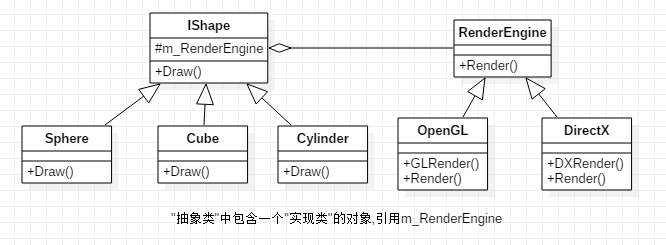 IShape
#m_RenderEngine
+Draw()
RenderEngine
+Render()
Sphere
+Draw()
Cube
+Draw()
Cylinder
+Draw()
OpenGL
+GLRender()
+Render()
DirectX
+DXRender()
+Render()
"抽象类"中包含一个"实现类"的对象,引用m_RenderEngine